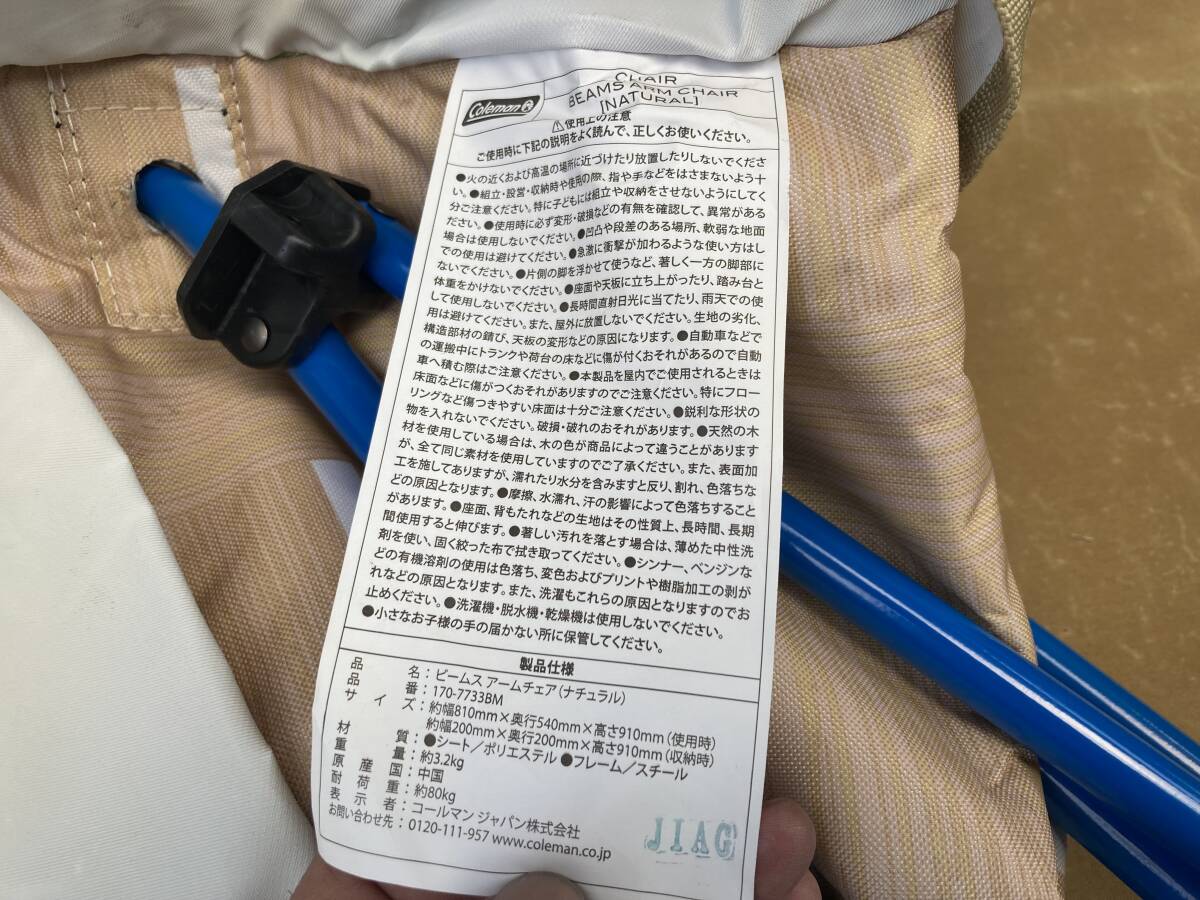 CHAIR
BEAMS ARM CHAIR
[NATURAL]
Coleman®
⚠使用上の注意
ご使用時に下記の説明をよく読んで、正しくお使いください。
●火の近くおよび高温の場所に近づけたり放置したりしないでくださ
い。●組立・設営・収納時や使用の際、指や手などをはさまないよう十
分ご注意ください。特に子どもには組立や収納をさせないようにしてく
ださい。●使用時に必ず変形・破損などの有無を確認して、異常がある
場合は使用しないでください。●凹凸や段差のある場所、軟弱な地面
での使用は避けてください。●急激に衝撃が加わるような使い方はし
ないでください。●片側の脚を浮かせて使うなど、著しく一方の脚部に
体重をかけないでください。●座面や天板に立ち上がったり、踏み台と
して使用しないでください。●長時間直射日光に当てたり、雨天での使
用は避けてください。また、屋外に放置しないでください。生地の劣化、
構造部材の錆び、天板の変形などの原因になります。●自動車などで
の運搬中にトランクや荷台の床などに傷が付くおそれがあるので自動
車へ積む際はご注意ください。●本製品を屋内でご使用されるときは
床面などに傷がつくおそれがありますのでご注意ください。特にフロー
リングなど傷つきやすい床面は十分ご注意ください。●鋭利な形状の
物を入れないでください。破損・破れのおそれがあります。●天然の木
材を使用している場合は、木の色が商品によって違うことがあります
が、全て同じ素材を使用していますのでご了承ください。また、表面加
工を施してありますが、濡れたり水分を含みますと反り、割れ、色落ちな
どの原因となります。●摩擦、水濡れ、汗の影響によって色落ちすること
があります。●座面、背もたれなどの生地はその性質上、長時間、長期
間使用すると伸びます。●著しい汚れを落とす場合は、薄めた中性洗
剤を使い、固く絞った布で拭き取ってください。●シンナー、ベンジンな
どの有機溶剤の使用は色落ち、変色およびプリントや樹脂加工の剥が
れなどの原因となります。また、洗濯もこれらの原因となりますのでお
止めください。●洗濯機・脱水機・乾燥機は使用しないでください。
●小さなお子様の手の届かない所に保管してください。
製品仕様
品名：ビームス アームチェア（ナチュラル）
品番：170-7733BM
サイズ：約幅810mm×奥行540mm×高さ910mm（使用時）
約幅200mm×奥行200mm×高さ910mm（収納時）
材質：●シート／ポリエステル ●フレーム／スチール
重量：約3.2kg
原産国：中国
耐荷重：約80kg
表示者：コールマン ジャパン株式会社
お問い合わせ先：0120-111-957 www.coleman.co.jp
JIAG